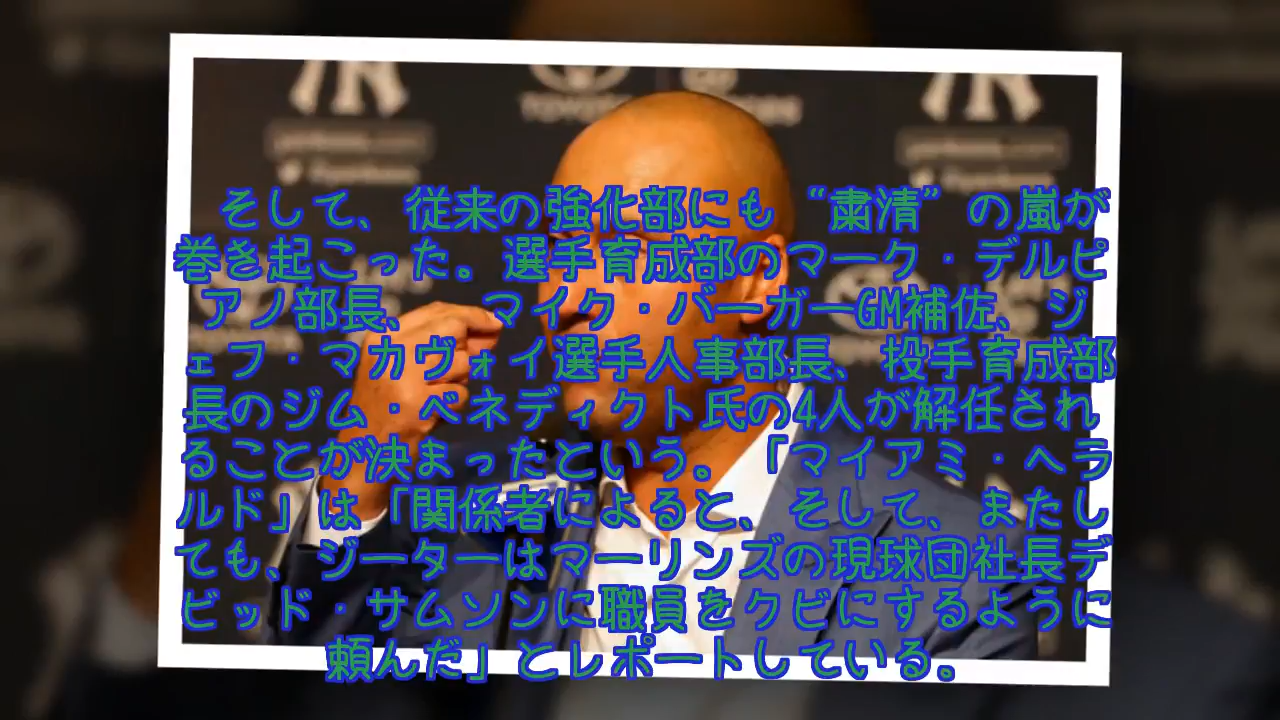 そして、従来の強化部にも“粛清”の嵐が
巻き起こった。選手育成部のマーク・デルピ
アノ部長、　マイク・バーガーGM補佐、ジ
ェフ・マカヴォイ選手人事部長、投手育成部
長のジム・ベネディクト氏の4人が解任され
ることが決まったという。「マイアミ・ヘラ
ルド」は「関係者によると、そして、またし
ても、ジーターはマーリンズの現球団社長デ
ビッド・サムソンに職員をクビにするように
頼んだ」とレポートしている。